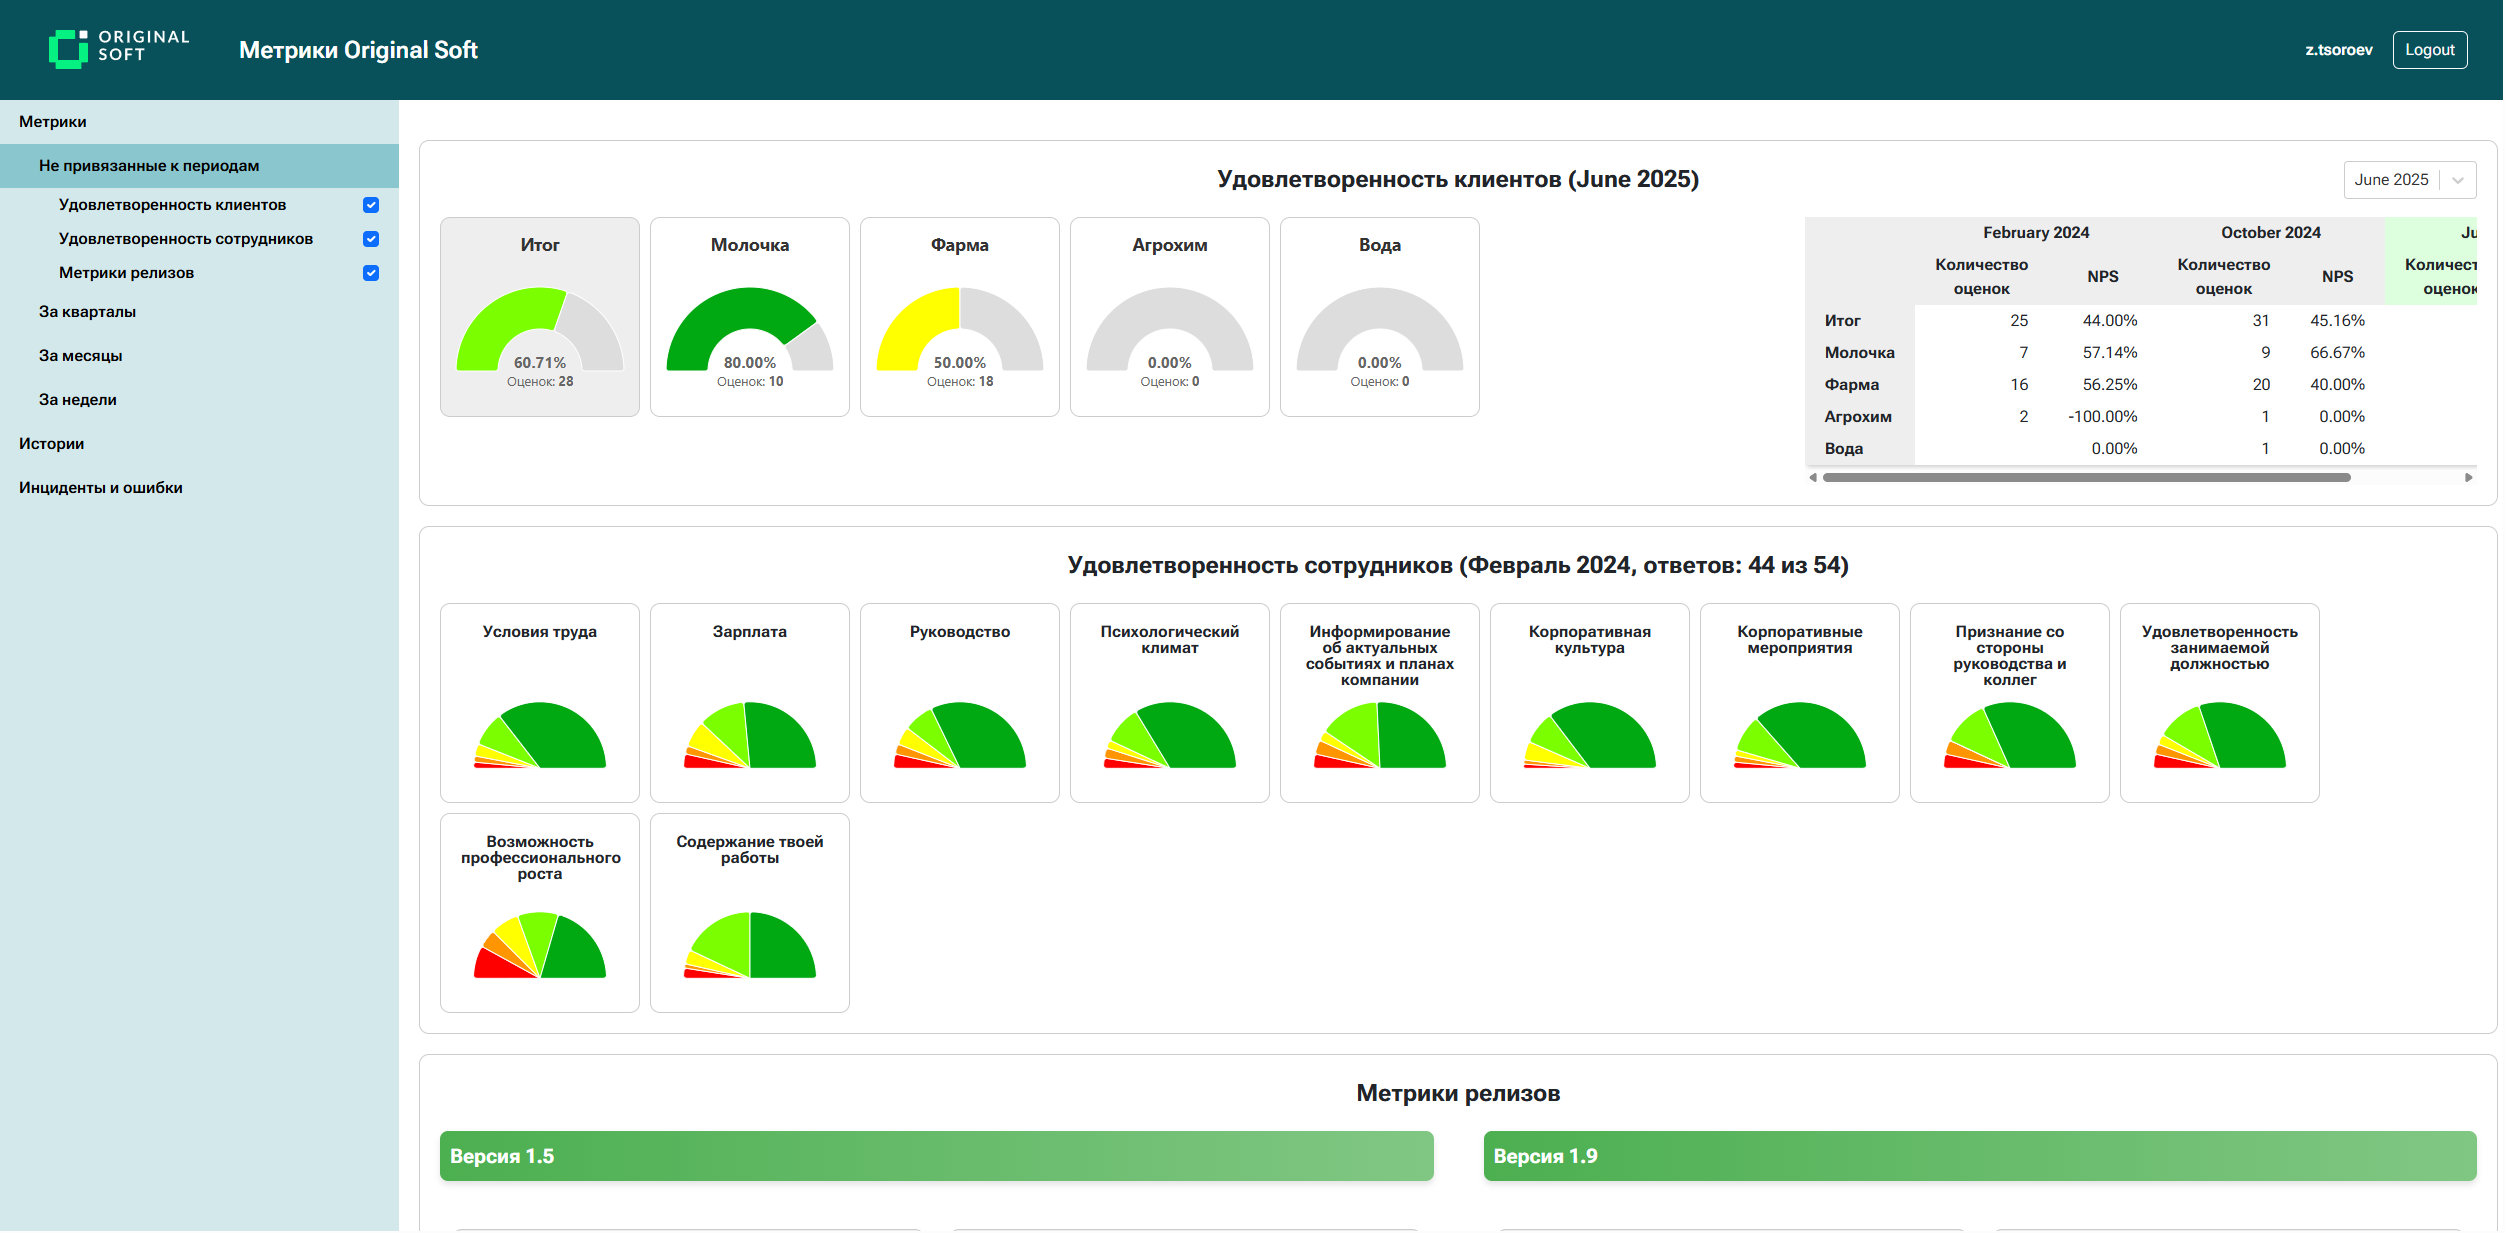 ORIGINAL
SOFT
Метрики Original Soft
z.tsoroev
Logout
Метрики
Не привязанные к периодам
Удовлетворенность клиентов
Удовлетворенность сотрудников
Метрики релизов
За кварталы
За месяцы
За недели
Истории
Инциденты и ошибки
Удовлетворенность клиентов (June 2025)
June 2025
Итог
60.71%
Оценок: 28
Молочка
80.00%
Оценок: 10
Фарма
50.00%
Оценок: 18
Агрохим
0.00%
Оценок: 0
Вода
0.00%
Оценок: 0
February 2024 October 2024 Ju
Количество оценок NPS Количество оценок NPS Количест оценок
Итог 25 44.00% 31 45.16%
Молочка 7 57.14% 9 66.67%
Фарма 16 56.25% 20 40.00%
Агрохим 2 -100.00% 1 0.00%
Вода 0.00% 1 0.00%
Удовлетворенность сотрудников (Февраль 2024, ответов: 44 из 54)
Условия труда
Зарплата
Руководство
Психологический
климат
Информирование
об актуальных
событиях и планах
компании
Корпоративная
культура
Корпоративные
мероприятия
Признание со
стороны
руководства и
коллег
Удовлетворенность
занимаемой
должностью
Возможность
профессионального
роста
Содержание твоей
работы
Метрики релизов
Версия 1.5
Версия 1.9